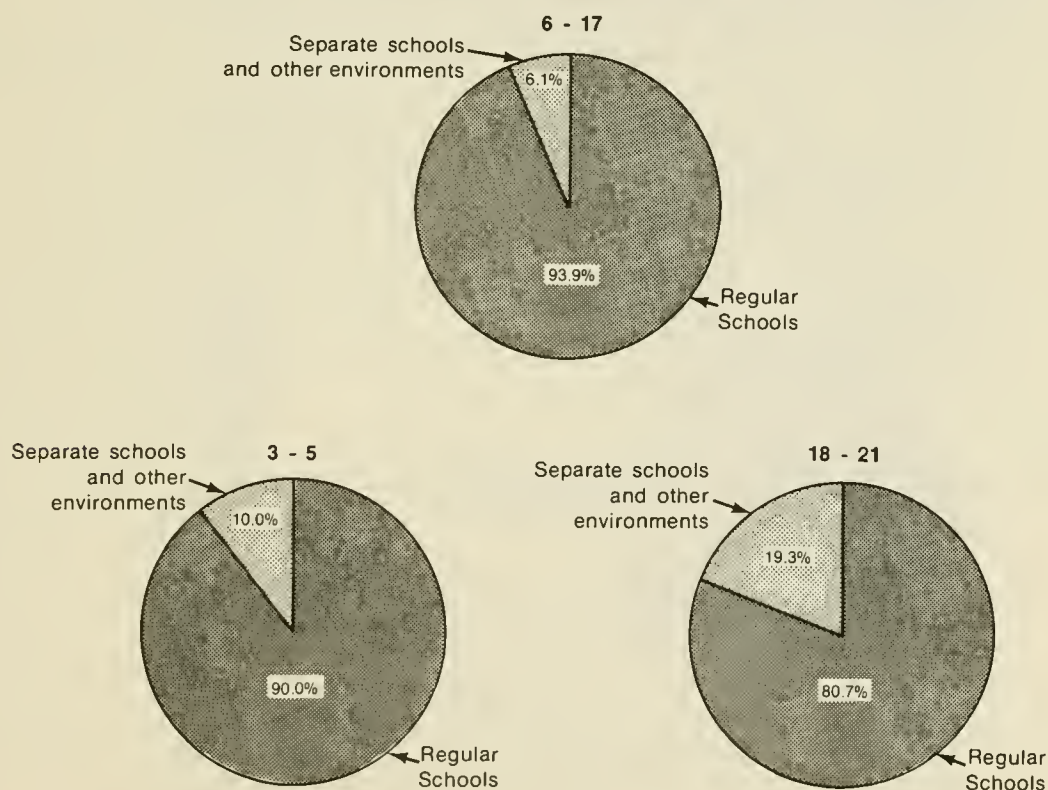 6 - 17
Separate schools
and other environments
6.1%
93.9%
Regular
Schools
3 - 5
Separate schools
and other
environments
10.0%
90.0%
Regular
Schools
18 - 21
Separate schools
and other
environments
19.3%
80.7%
Regular
Schools